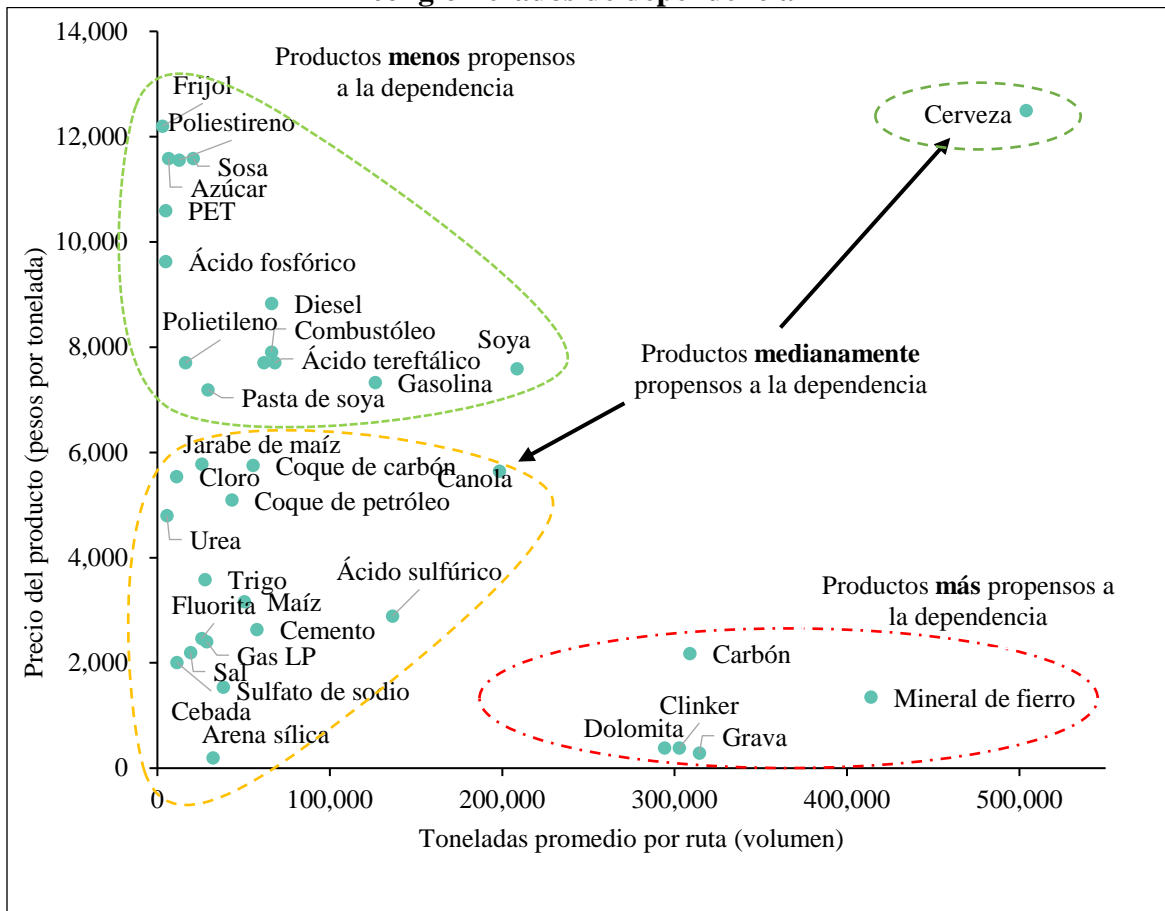 14,000
12,000
10,000
8,000
6,000
4,000
2,000
0
Precio del producto (pesos por tonelada)
Productos menos propensos
a la dependencia
Frijol
Poliestireno
Sosa
Azúcar
PET
Ácido fosfórico
Diesel
Polietileno
Combustóleo
Soya
Ácido tereftálico
Gasolina
Pasta de soya
Cerveza
Productos medianamente
propensos a la dependencia
Jarabe de maíz
Cloro
Coque de carbón
Canola
Coque de petróleo
Urea
Ácido sulfúrico
Trigo
Fluorita
Maíz
Cemento
Gas LP
Sal
Sulfato de sodio
Cebada
Arena sílica
Productos más propensos a
la dependencia
Carbón
Mineral de fierro
Clinker
Dolomita
Grava
0
100,000
200,000
300,000
400,000
500,000
Toneladas promedio por ruta (volumen)